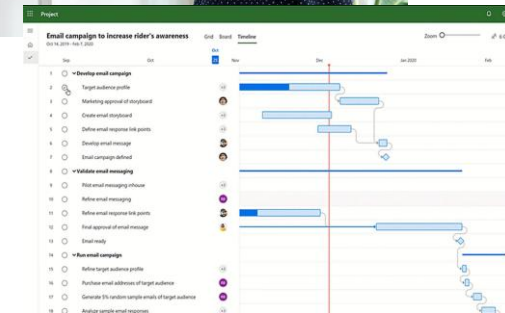 Project
Email campaign to increase rider's awareness
Grid Board Timeline
Zoom
Oct 14, 2019 - Feb 7, 2020
Oct
Sep Oct 25 Nov Dec Jan 2020 Feb
1 Develop email campaign
2 Target audience profile
3 Marketing approval of storyboard
4 Create email storyboard
5 Define email response link points
6 Develop email message
7 Email campaign defined
8 Validate email messaging
9 Pilot email messaging inhouse
10 Refine email messaging
11 Refine email response link points
12 Final approval of email message
13 Email ready
14 Run email campaign
15 Refine target audience profile
16 Purchase email addresses of target audience
17 Generate 5% random sample emails of target audience
18 Analyze sample email responses